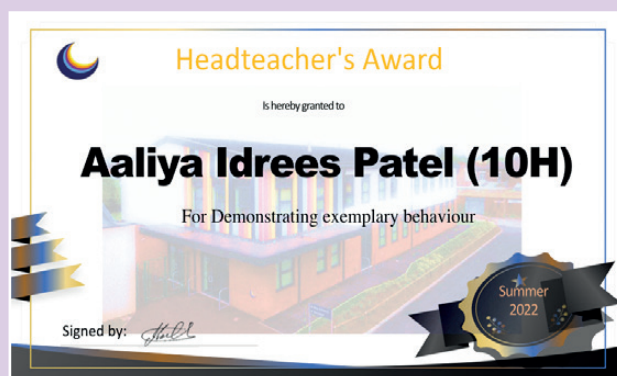 Headteacher's Award
Is hereby granted to
Aaliya Idrees Patel (10H)
For Demonstrating exemplary behaviour
Summer
2022
Signed by: